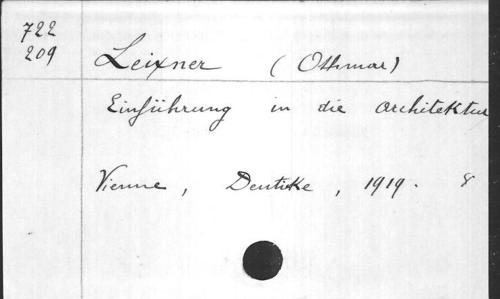 722
209
Leixner (Othmar)
Einführung in die Architektur
Vienne, Deuticke, 1919. 8